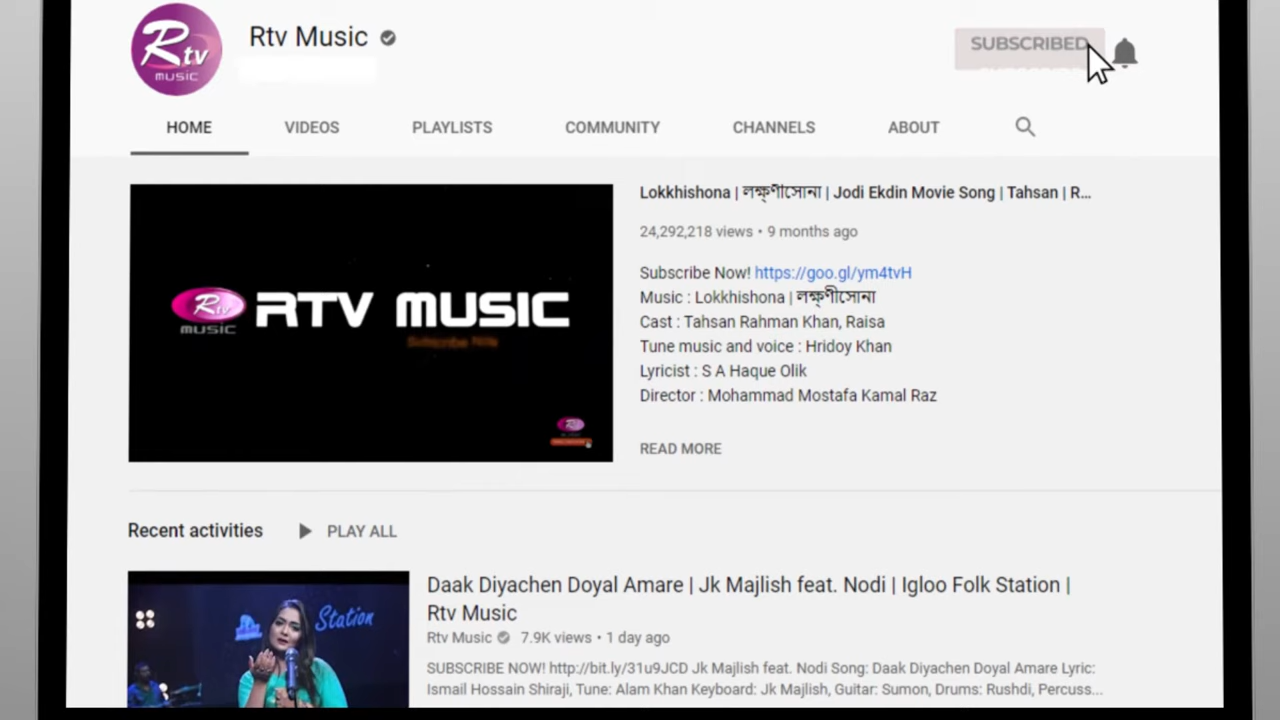 Rtv
MUSIC
Rtv Music
SUBSCRIBED
HOME VIDEOS PLAYLISTS COMMUNITY CHANNELS ABOUT
Rtv
MUSIC
RTV MUSIC
Subscribe Now
Lokkhishona | লক্ষ্ণীসোনা | Jodi Ekdin Movie Song | Tahsan | R...
24,292,218 views • 9 months ago
Subscribe Now! https://goo.gl/ym4tvH
Music : Lokkhishona | লক্ষ্ণীসোনা
Cast : Tahsan Rahman Khan, Raisa
Tune music and voice : Hridoy Khan
Lyricist : S A Haque Olik
Director : Mohammad Mostafa Kamal Raz
READ MORE
Recent activities PLAY ALL
Station
Daak Diyachen Doyal Amare | Jk Majlish feat. Nodi | Igloo Folk Station |
Rtv Music
Rtv Music 7.9K views • 1 day ago
SUBSCRIBE NOW! http://bit.ly/31u9JCD Jk Majlish feat. Nodi Song: Daak Diyachen Doyal Amare Lyric:
Ismail Hossain Shiraji, Tune: Alam Khan Keyboard: Jk Majlish, Guitar: Sumon, Drums: Rushdi, Percuss...